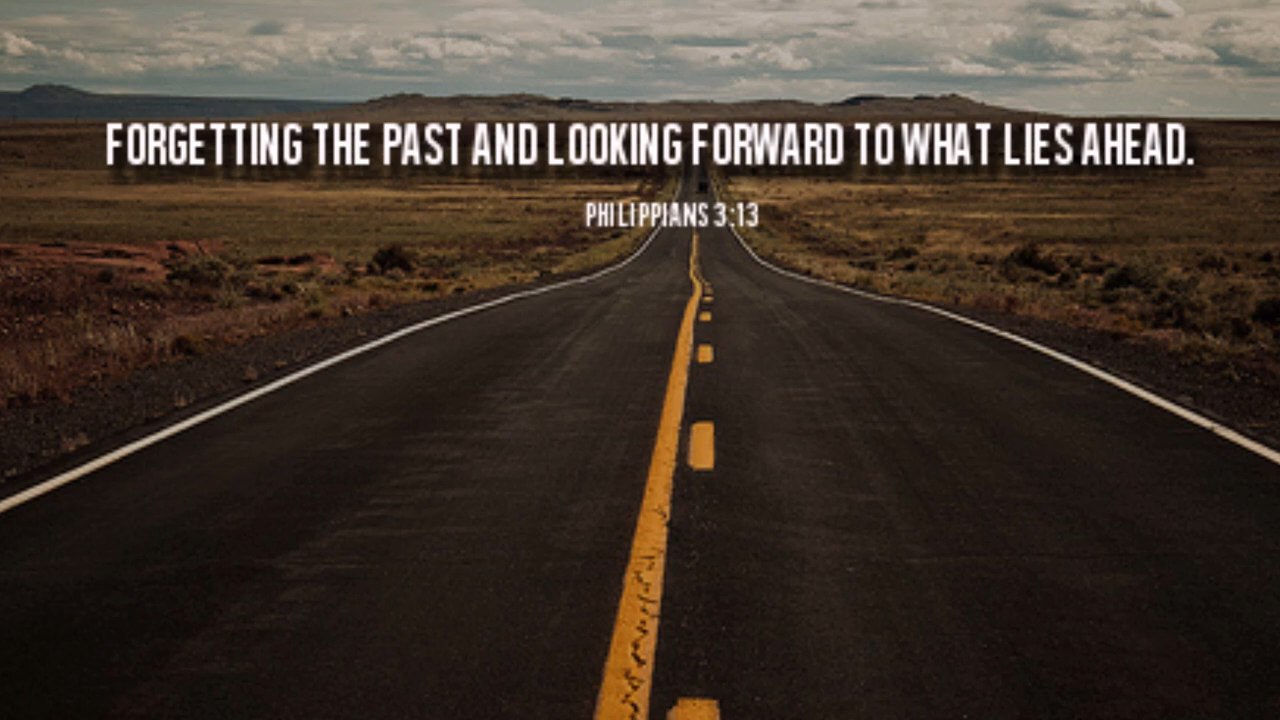 FORGETTING THE PAST AND LOOKING FORWARD TO WHAT LIES AHEAD.
PHILIPPIANS 3:13